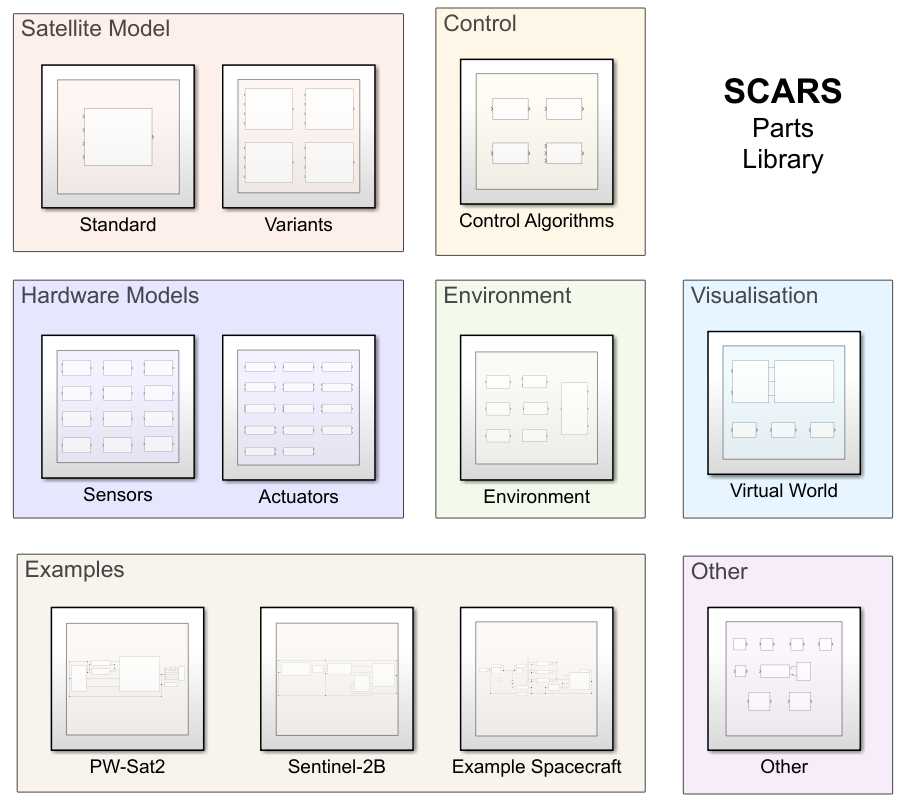 Satellite Model
Standard
Variants
Control
Control Algorithms
SCARS
Parts
Library
Hardware Models
Sensors
Actuators
Environment
Environment
Visualisation
Virtual World
Examples
PW-Sat2
Sentinel-2B
Example Spacecraft
Other
Other